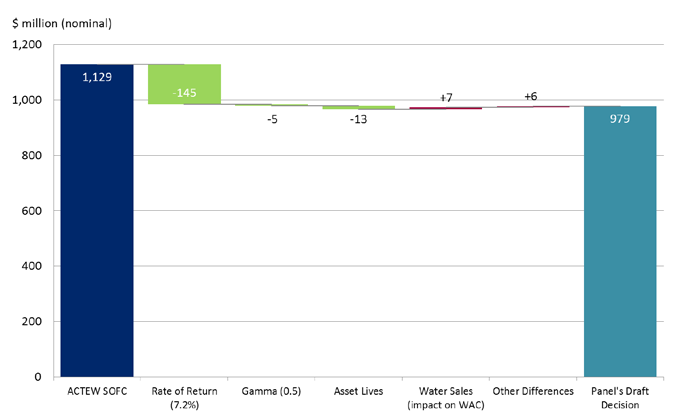 $ million (nominal)
1,200
1,000
800
600
400
200
0
1,129
-145
-5
-13
+7
+6
979
ACTEW SOFC
Rate of Return
(7.2%)
Gamma (0.5)
Asset Lives
Water Sales
(impact on WAC)
Other Differences
Panel's Draft
Decision